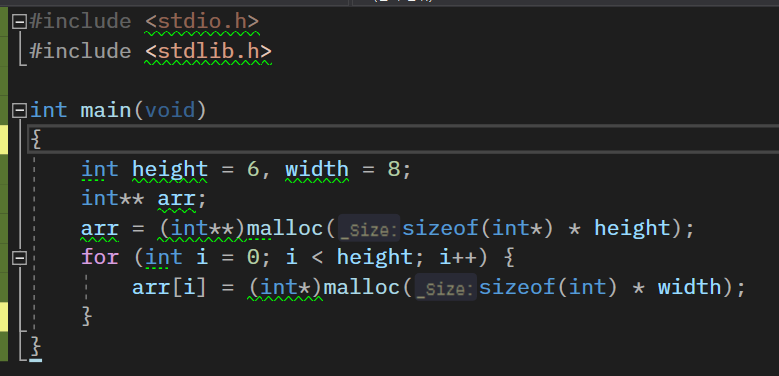 #include <stdio.h>
#include <stdlib.h>
int main(void)
{
int height = 6, width = 8;
int** arr;
arr = (int**)malloc(_Size:sizeof(int*) * height);
for (int i = 0; i < height; i++) {
arr[i] = (int*)malloc(_Size:sizeof(int) * width);
}
}